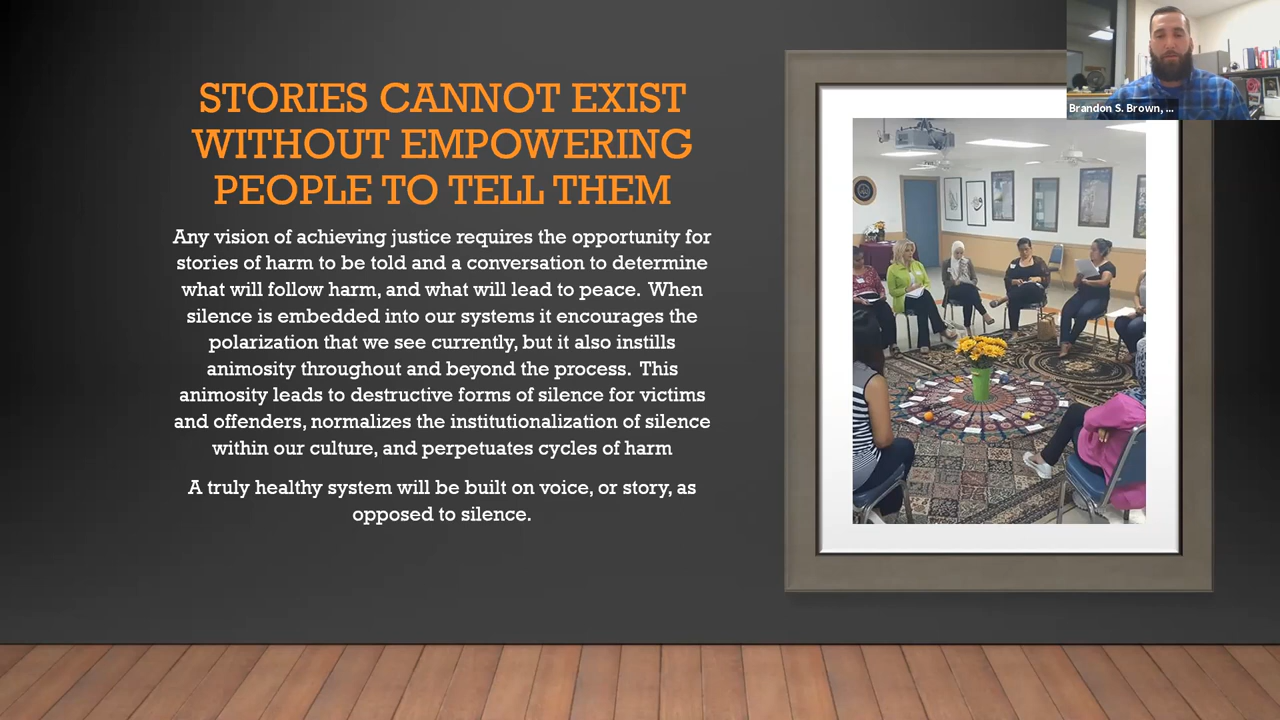 STORIES CANNOT EXIST
WITHOUT EMPOWERING
PEOPLE TO TELL THEM
Any vision of achieving justice requires the opportunity for
stories of harm to be told and a conversation to determine
what will follow harm, and what will lead to peace.  When
silence is embedded into our systems it encourages the
polarization that we see currently, but it also instills
animosity throughout and beyond the process.  This
animosity leads to destructive forms of silence for victims
and offenders, normalizes the institutionalization of silence
within our culture, and perpetuates cycles of harm
A truly healthy system will be built on voice, or story, as
opposed to silence.
Brandon S. Brown, ...